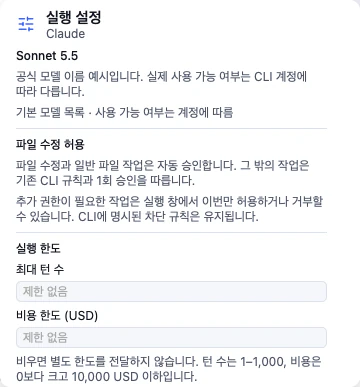 실행 설정
Claude
Sonnet 5.5
공식 모델 이름 예시입니다. 실제 사용 가능 여부는 CLI 계정에
따라 다릅니다.
기본 모델 목록 · 사용 가능 여부는 계정에 따름
파일 수정 허용
파일 수정과 일반 파일 작업은 자동 승인합니다. 그 밖의 작업은
기존 CLI 규칙과 1회 승인을 따릅니다.
추가 권한이 필요한 작업은 실행 창에서 이번만 허용하거나 거부할
수 있습니다. CLI에 명시된 차단 규칙은 유지됩니다.
실행 한도
최대 턴 수
제한 없음
비용 한도 (USD)
제한 없음
비우면 별도 한도를 전달하지 않습니다. 턴 수는 1–1,000, 비용은
0보다 크고 10,000 USD 이하입니다.